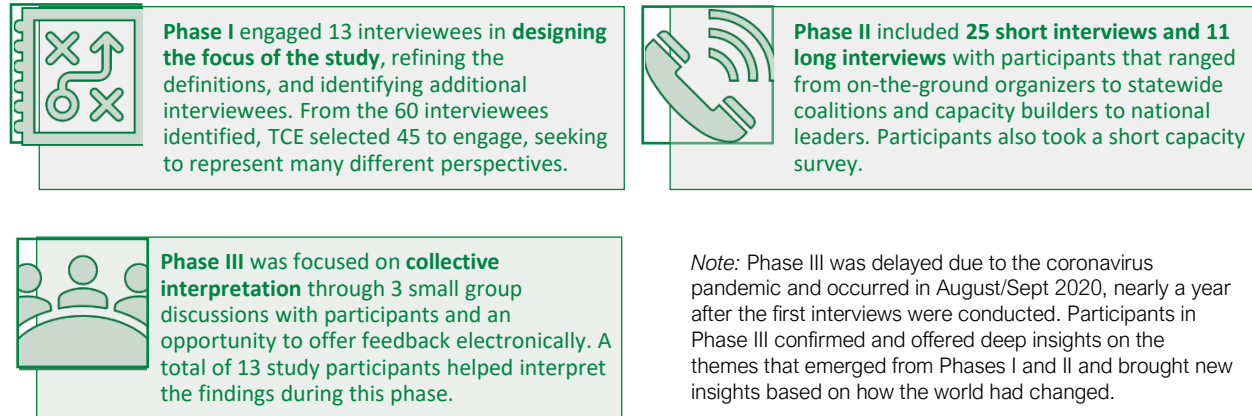 Phase I engaged 13 interviewees in designing
the focus of the study, refining the
definitions, and identifying additional
interviewees. From the 60 interviewees
identified, TCE selected 45 to engage, seeking
to represent many different perspectives.
Phase II included 25 short interviews and 11
long interviews with participants that ranged
from on-the-ground organizers to statewide
coalitions and capacity builders to national
leaders. Participants also took a short capacity
survey.
Phase III was focused on collective
interpretation through 3 small group
discussions with participants and an
opportunity to offer feedback electronically. A
total of 13 study participants helped interpret
the findings during this phase.
Note: Phase III was delayed due to the coronavirus
pandemic and occurred in August/Sept 2020, nearly a year
after the first interviews were conducted. Participants in
Phase III confirmed and offered deep insights on the
themes that emerged from Phases I and II and brought new
insights based on how the world had changed.